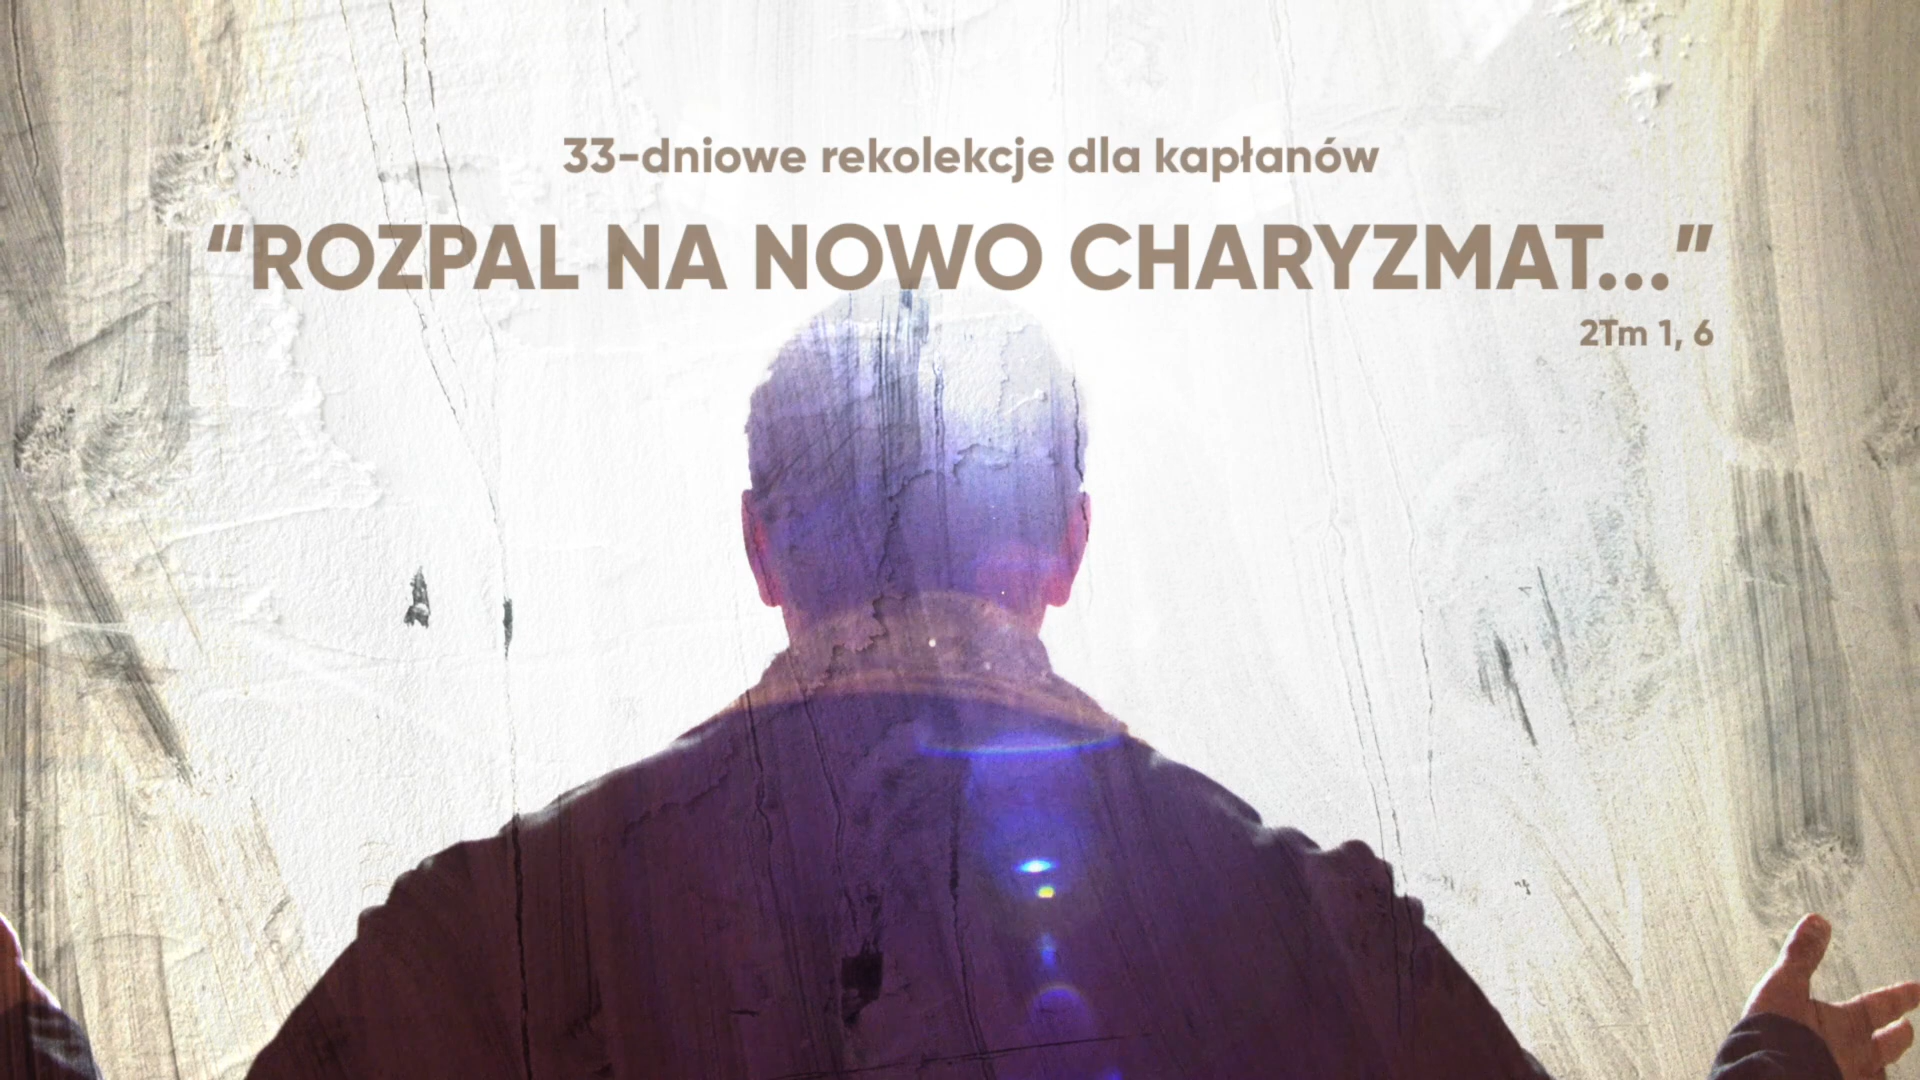 33-dniowe rekolekcje dla kapłanów
“ROZPAL NA NOWO CHARYZMAT...”
2Tm 1, 6